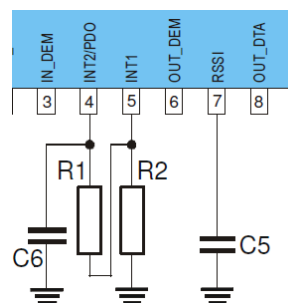 IN_DEM
INT2/PDO
INT1
OUT_DEM
RSSI
OUT_DTA
3
4
5
6
7
8
R1
R2
C6
C5